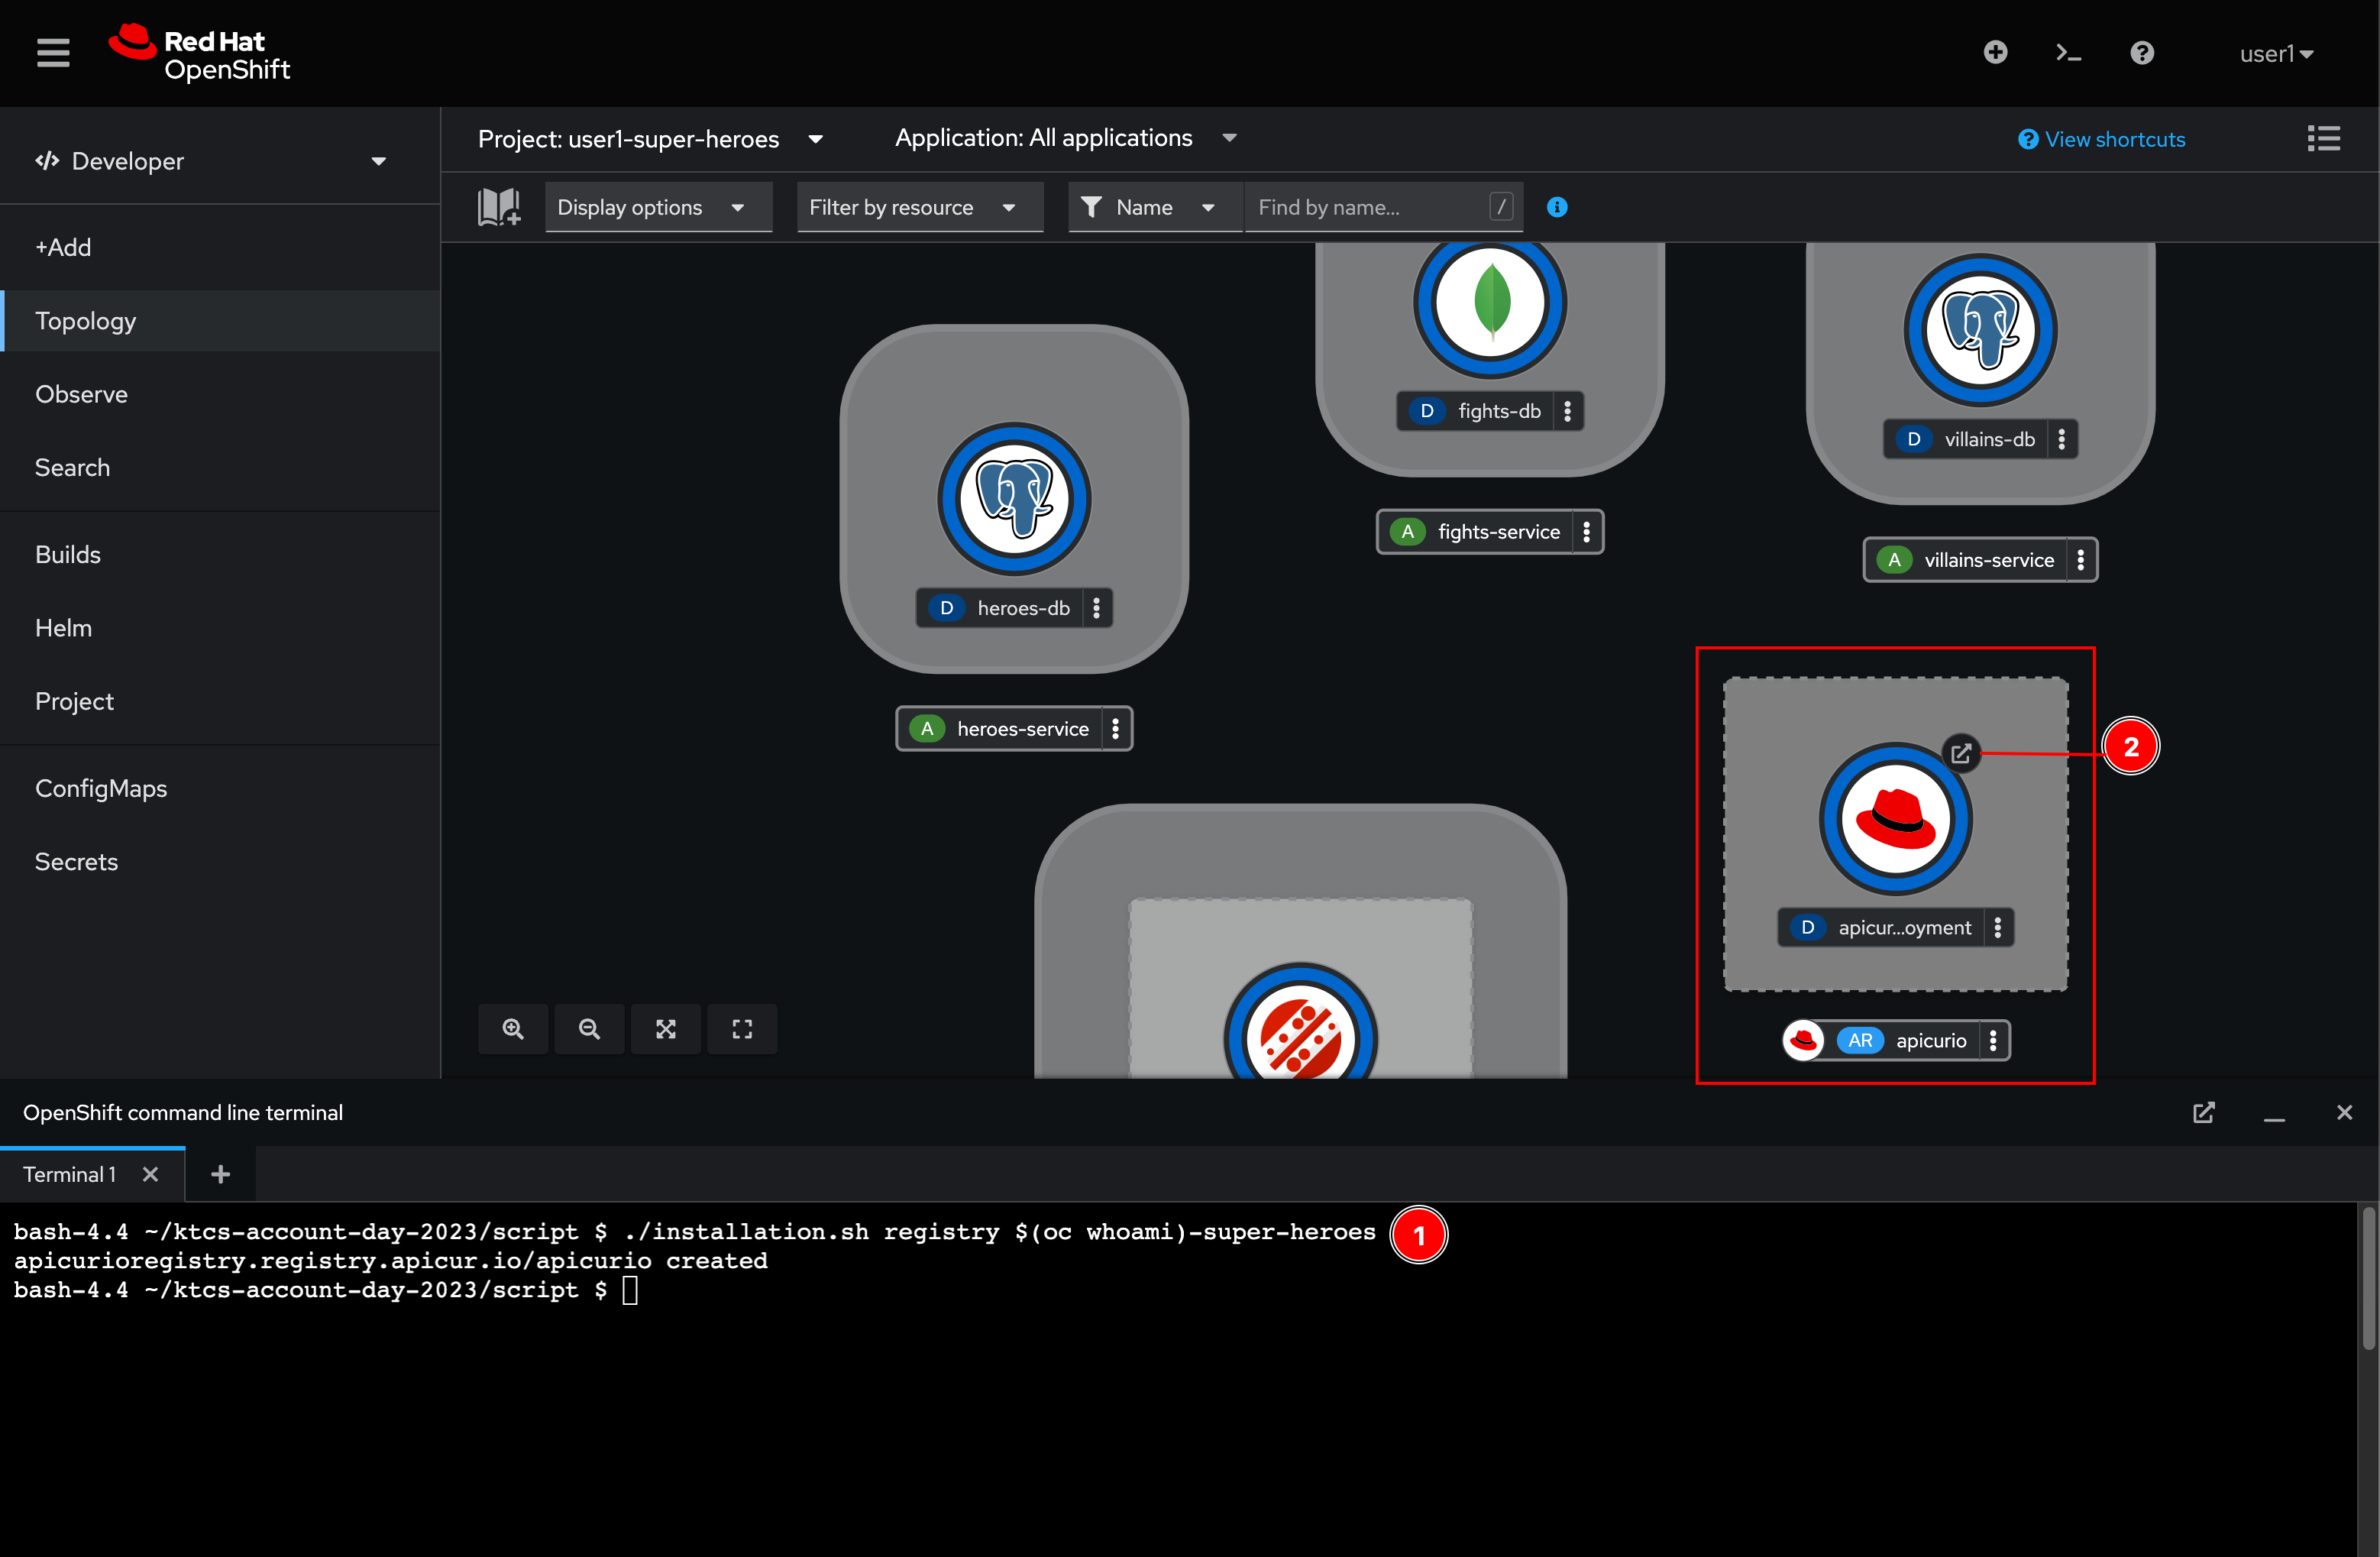 Red Hat
OpenShift
user1
Developer
Project: user1-super-heroes
Application: All applications
View shortcuts
Display options
Filter by resource
Name
Find by name...
/
+Add
Topology
Observe
Search
Builds
Helm
Project
ConfigMaps
Secrets
D fights-db
D villains-db
A fights-service
A villains-service
D heroes-db
A heroes-service
2
D apicur...oyment
AR apicurio
OpenShift command line terminal
Terminal 1
bash-4.4 ~/ktcs-account-day-2023/script $ ./installation.sh registry $(oc whoami)-super-heroes
1
apicurioregistry.registry.apicur.io/apicurio created
bash-4.4 ~/ktcs-account-day-2023/script $